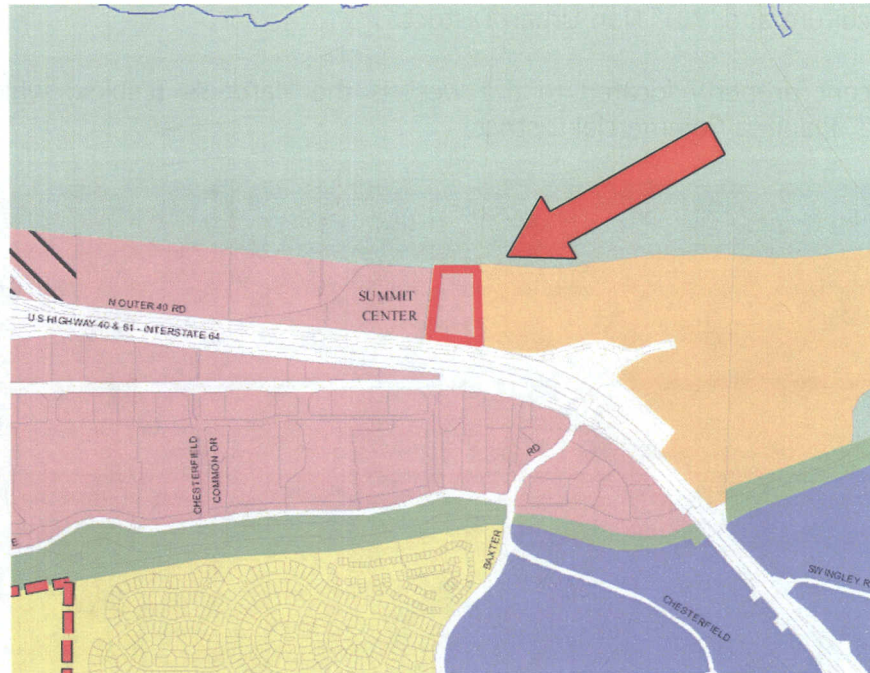 SUMMIT
CENTER
N OUTER 40 RD
U S HIGHWAY 40 & 61 - INTERSTATE 64
CHESTERFIELD
COMMON DR
RD
BAXTER
E
CHESTERFIELD
SWINGLEY R